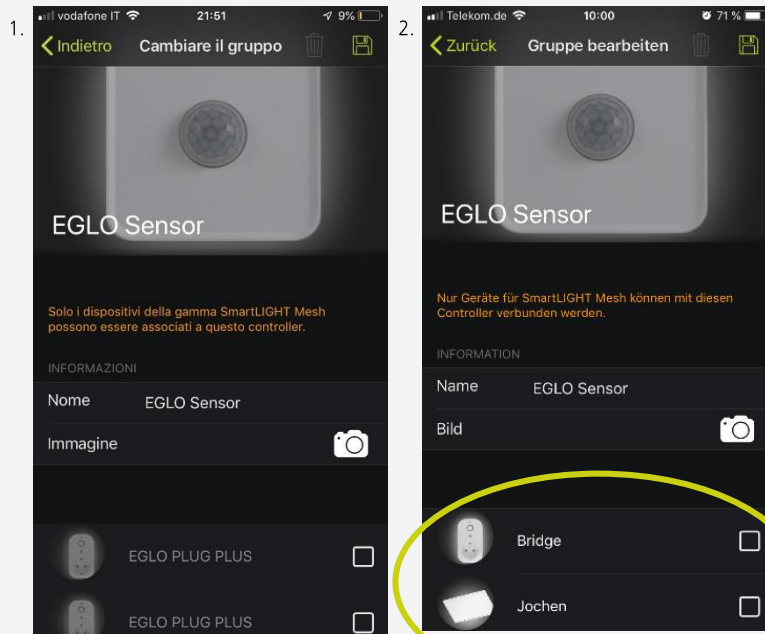 1.
vodafone IT 21:51 9%
Indietro Cambiare il gruppo
EGLO Sensor
Solo i dispositivi della gamma SmartLIGHT Mesh
possono essere associati a questo controller.
INFORMAZIONI
Nome EGLO Sensor
Immagine
EGLO PLUG PLUS
EGLO PLUG PLUS
2.
Telekom.de 10:00 71 %
Zurück Gruppe bearbeiten
EGLO Sensor
Nur Geräte für SmartLIGHT Mesh können mit diesen
Controller verbunden werden.
INFORMATION
Name EGLO Sensor
Bild
Bridge
Jochen